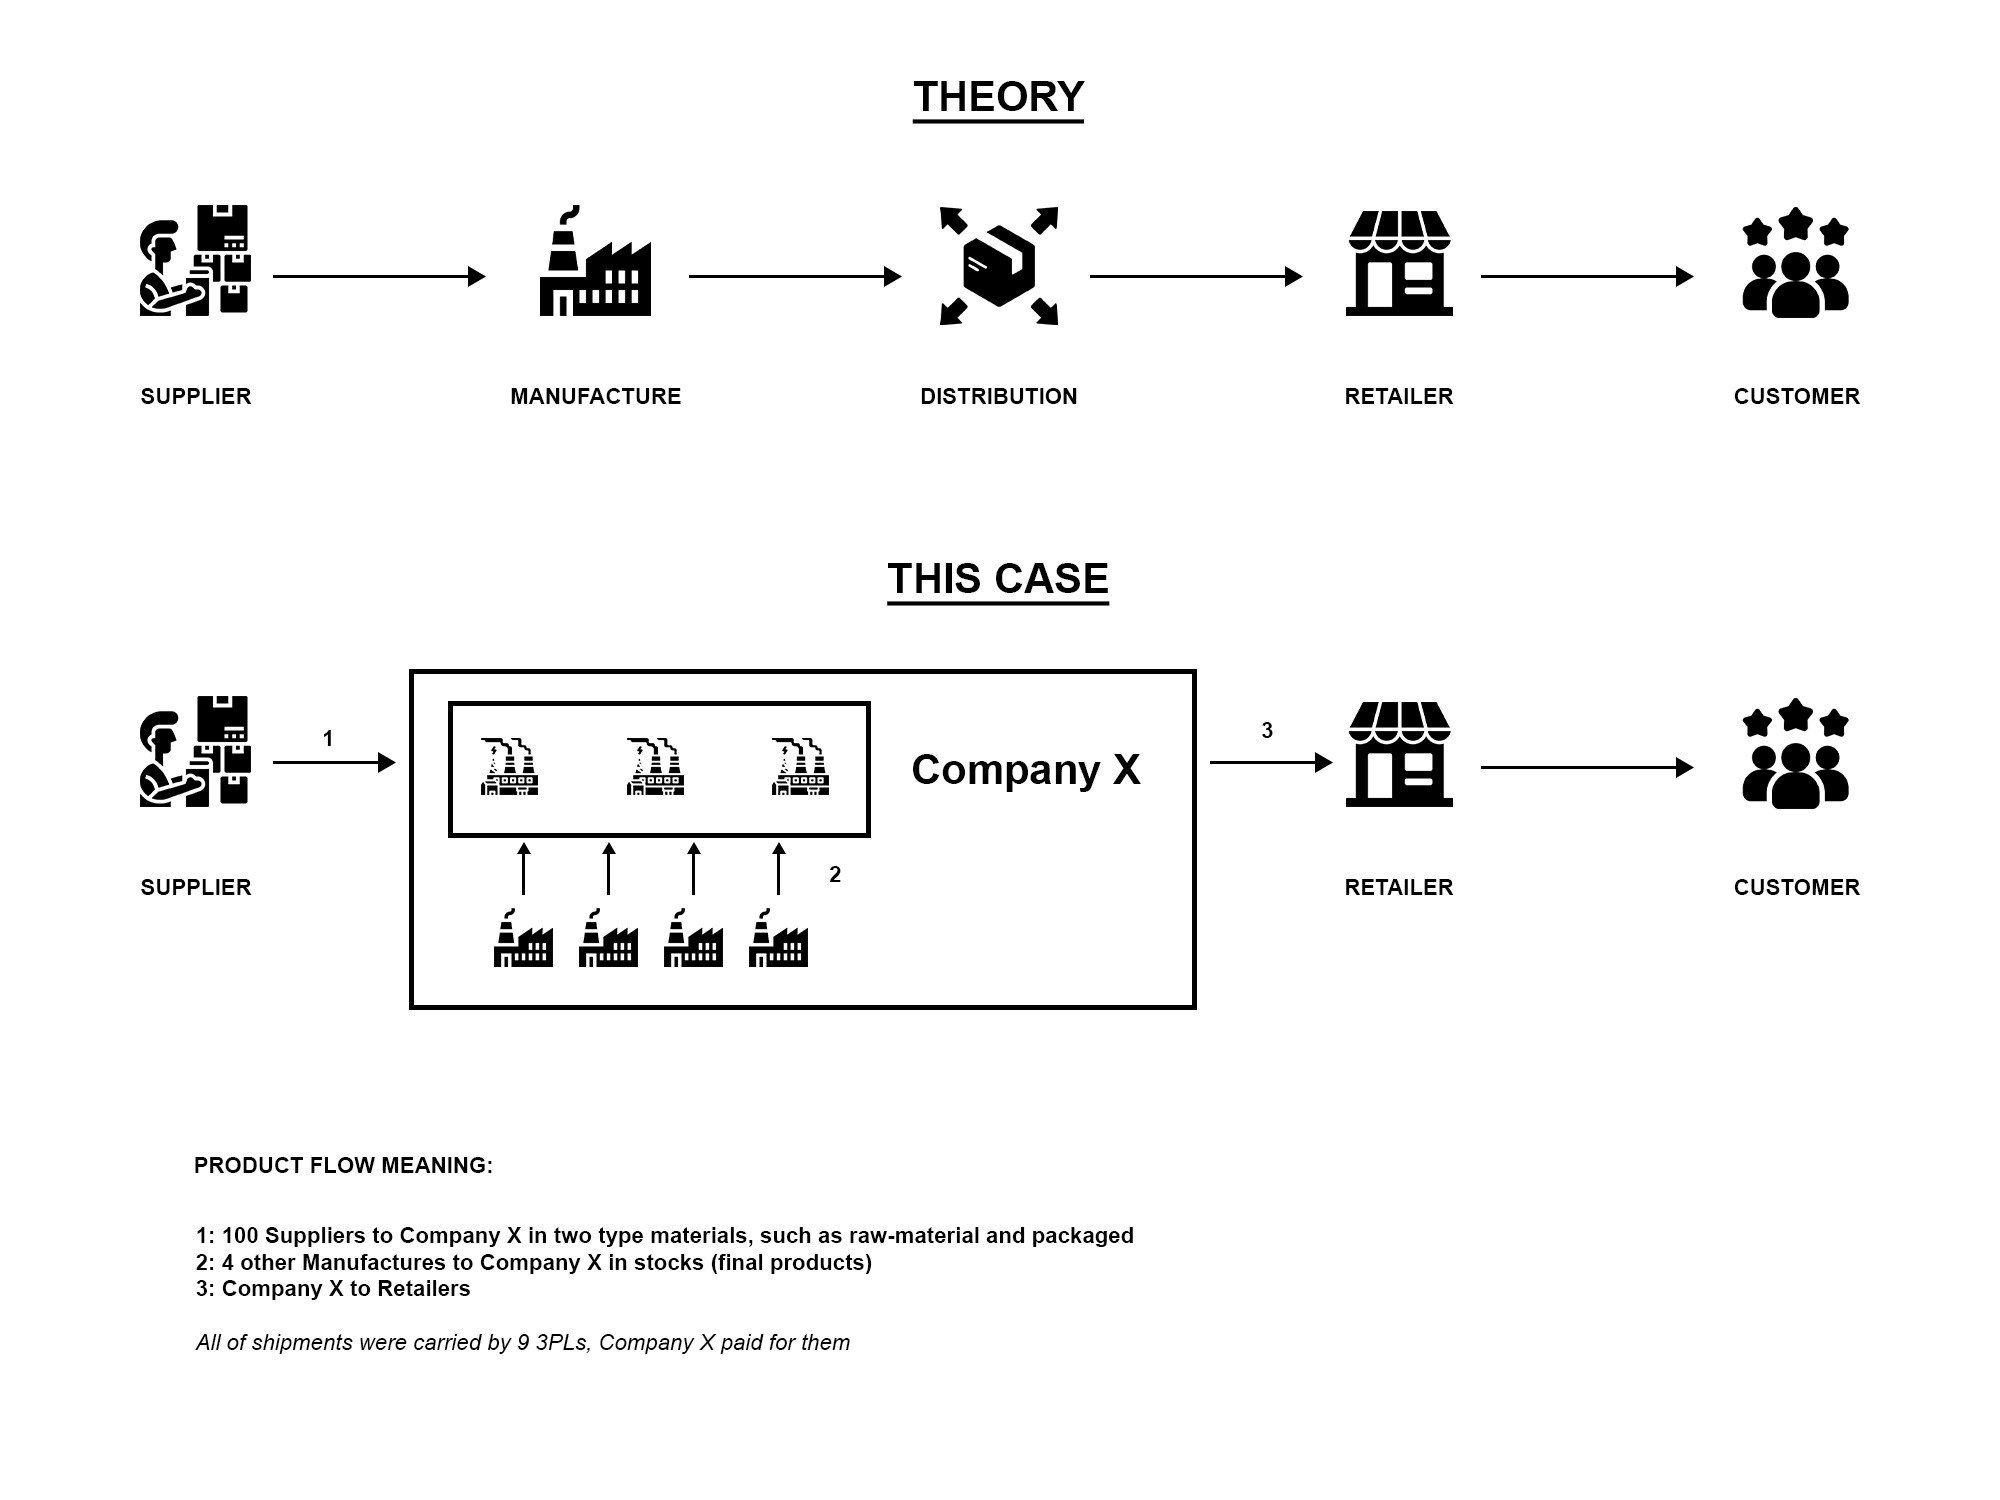 THEORY
SUPPLIER
MANUFACTURE
DISTRIBUTION
RETAILER
CUSTOMER
THIS CASE
1
Company X
3
2
SUPPLIER
RETAILER
CUSTOMER
PRODUCT FLOW MEANING:
1: 100 Suppliers to Company X in two type materials, such as raw-material and packaged
2: 4 other Manufactures to Company X in stocks (final products)
3: Company X to Retailers
All of shipments were carried by 9 3PLs, Company X paid for them